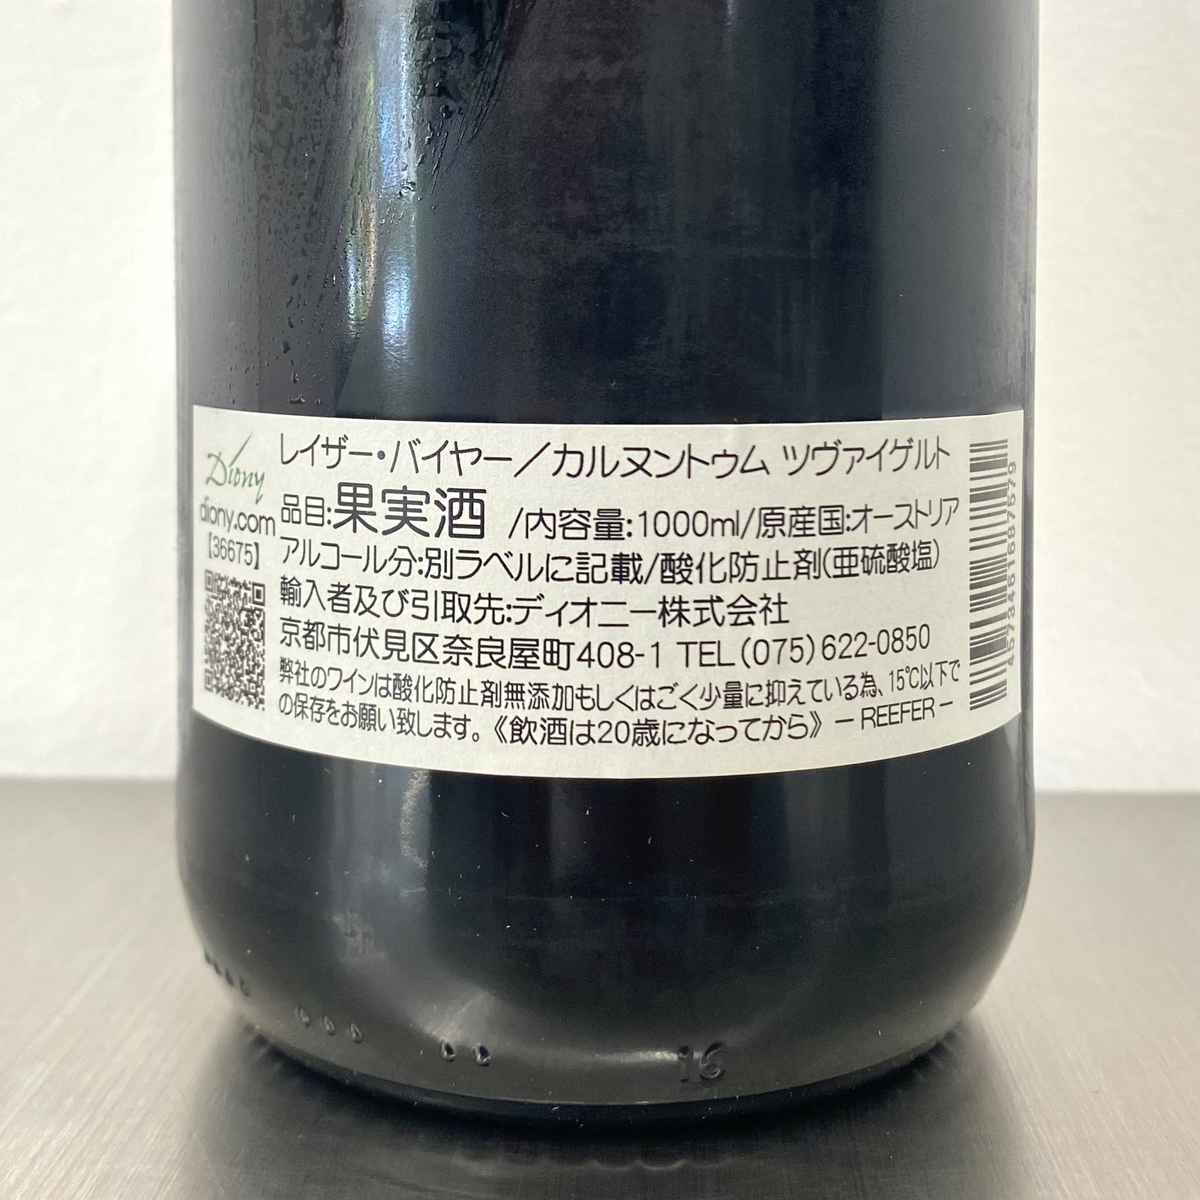 Diony
diony.com
【36675】
レイザー・バイヤー/カルヌントゥム ツヴァイゲルト
品目:果実酒 /内容量:1000ml/原産国:オーストリア
アルコール分:別ラベルに記載/酸化防止剤(亜硫酸塩)
輸入者及び引取先:ディオニー株式会社
京都市伏見区奈良屋町408-1 TEL(075)622-0850
弊社のワインは酸化防止剤無添加もしくはごく少量に抑えている為、15℃以下で
の保存をお願い致します。《飲酒は20歳になってから》 ー REEFER ー
4573461687579
16